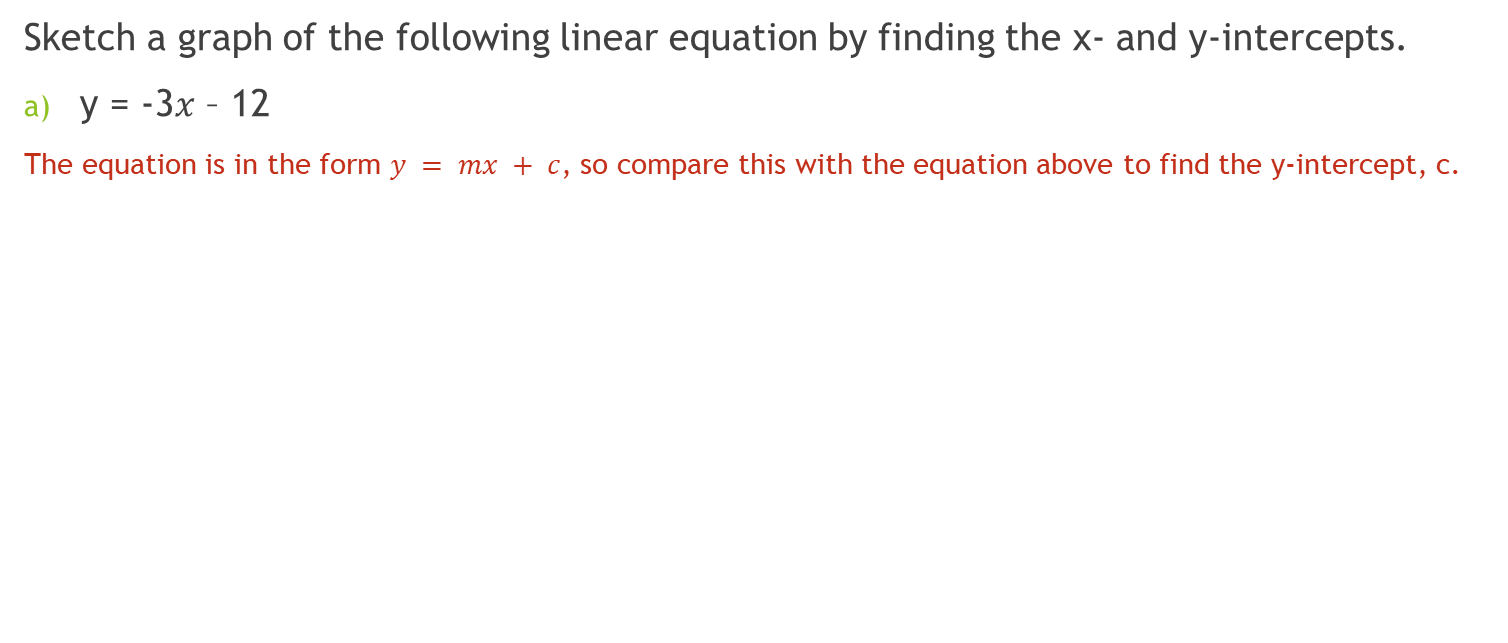 Sketch a graph of the following linear equation by finding the x- and y-intercepts.
a) y = -3x – 12
The equation is in the form y = mx + c, so compare this with the equation above to find the y-intercept, c.